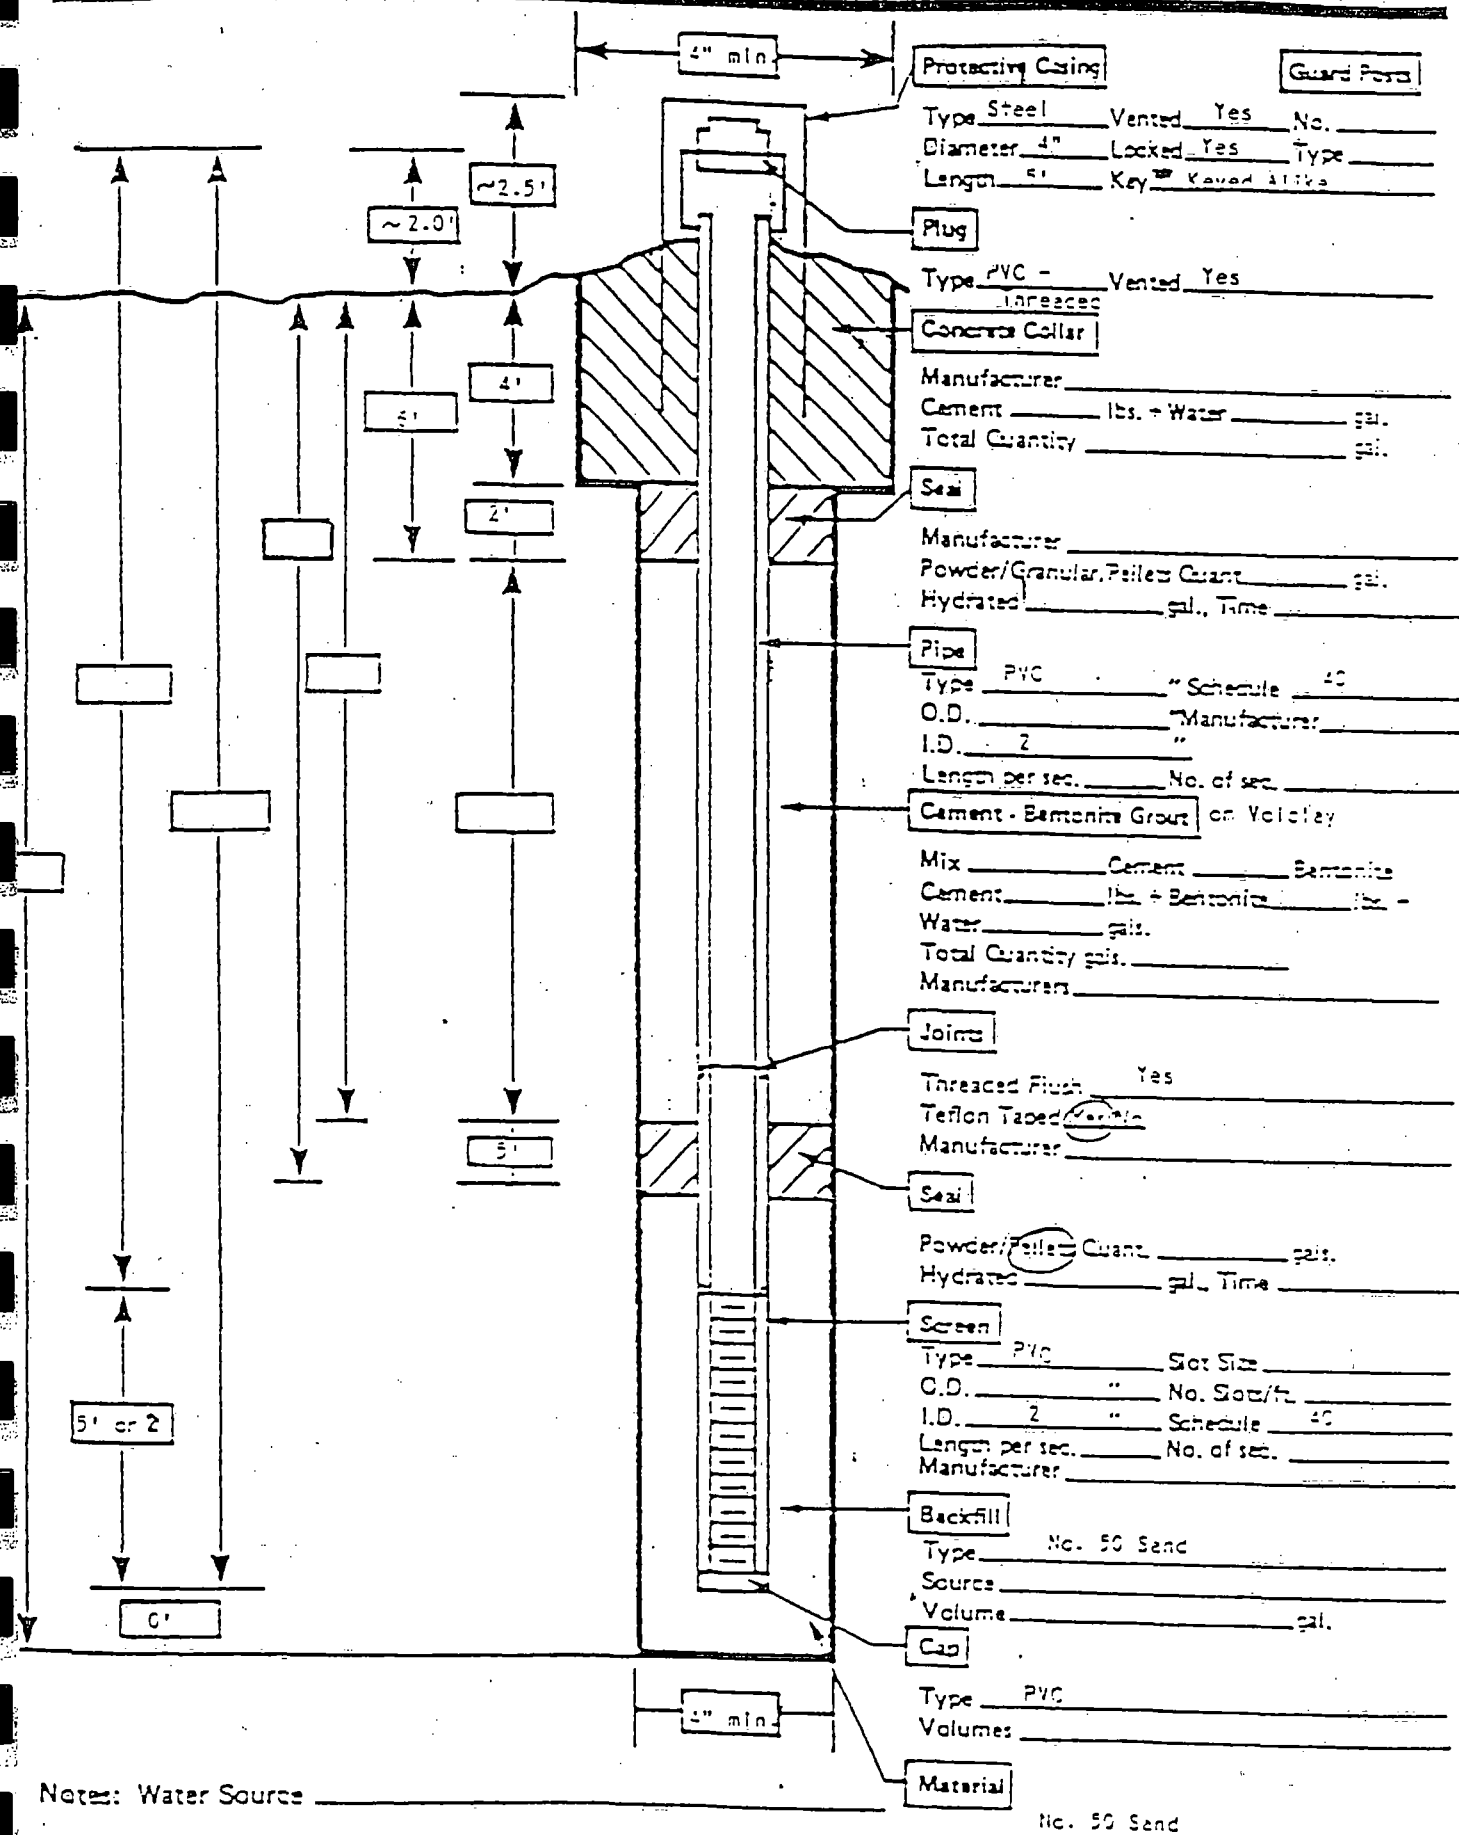 4" min
Protective Casing
Guard Posts
Type Steel Vented Yes No.
Diameter 4" Locked Yes Type
Length 5' Key # Keyed Alike
~2.5'
~2.0'
Plug
Type PVC - Threaded Vented Yes
Concrete Collar
4'
4'
Manufacturer
Cement lbs. + Water gal.
Total Quantity gal.
Seal
2'
Manufacturer
Powder/Granular/Pellets Quant. gal.
Hydrated gal., Time
Pipe
Type PVC " Schedule 40
O.D. "Manufacturer
I.D. 2 "
Length per sec. No. of sec.
Cement - Bentonite Grout on Volclay
Mix Cement Bentonite
Cement lbs. + Bentonite lbs. -
Water gals.
Total Quantity gals.
Manufacturers
Joints
Threaded Flush Yes
Teflon Taped Yes/No
Manufacturer
5'
Seal
Powder/Pellets Quant. gals.
Hydrated gal., Time
Screen
Type PVC Slot Size
O.D. " No. Slots/ft.
I.D. 2 " Schedule 40
Length per sec. No. of sec.
Manufacturer
5' or 2
Backfill
Type No. 50 Sand
Source
Volume gal.
0'
Cap
Type PVC
Volumes
4" min.
Material
No. 50 Sand
Notes: Water Source